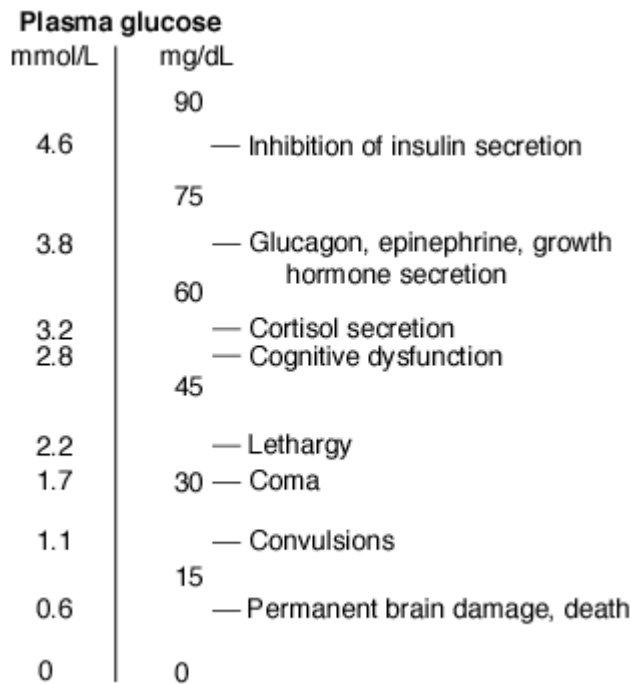 Plasma glucose
mmol/L mg/dL
90
4.6 — Inhibition of insulin secretion
75
3.8 — Glucagon, epinephrine, growth
hormone secretion
60
3.2 — Cortisol secretion
2.8 — Cognitive dysfunction
45
2.2 — Lethargy
1.7 30 — Coma
1.1 — Convulsions
15
0.6 — Permanent brain damage, death
0 0